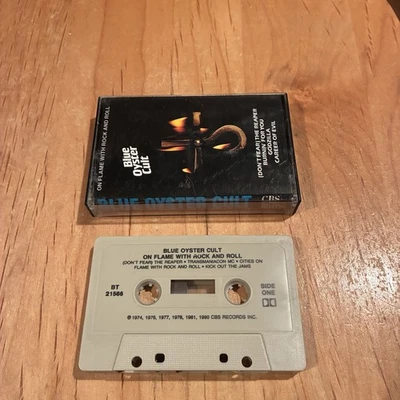 ON FLAME WITH ROCK AND ROLL
Blue
Oyster
Cult
(DON'T FEAR) THE REAPER
BURNIN' FOR YOU
GODZILLA
CAREER OF EVIL
BLUE OYSTER CULT
CBS
BLUE OYSTER CULT
ON FLAME WITH ROCK AND ROLL
(DON'T FEAR) THE REAPER • TRANSMANIACON MC • CITIES ON
FLAME WITH ROCK AND ROLL • KICK OUT THE JAMS
BT
21566
SIDE
ONE
℗ 1974, 1976, 1977, 1978, 1981, 1990 CBS RECORDS INC.